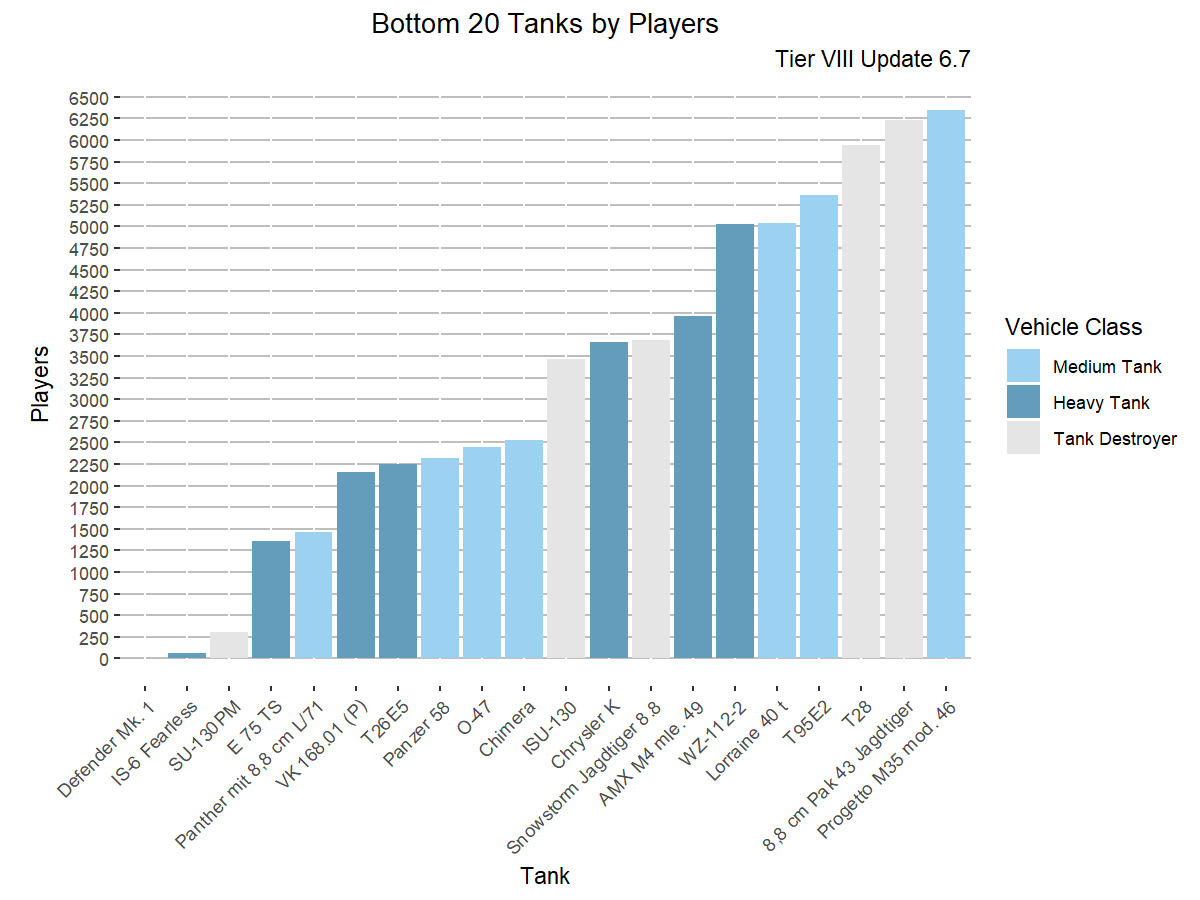 Bottom 20 Tanks by Players
Tier VIII Update 6.7
6500
6250
6000
5750
5500
5250
5000
4750
4500
4250
4000
3750
3500
3250
3000
2750
2500
2250
2000
1750
1500
1250
1000
750
500
250
0
Players
Defender Mk. 1
IS-6 Fearless
SU-130PM
E 75 TS
Panther mit 8,8 cm L/71
VK 168.01 (P)
T26E5
Panzer 58
O-47
Chimera
ISU-130
Chrysler K
Snowstorm Jagdtiger 8.8
AMX M4 mle. 49
WZ-112-2
Lorraine 40 t
T95E2
T28
8,8 cm Pak 43 Jagdtiger
Progetto M35 mod. 46
Tank
Vehicle Class
Medium Tank
Heavy Tank
Tank Destroyer